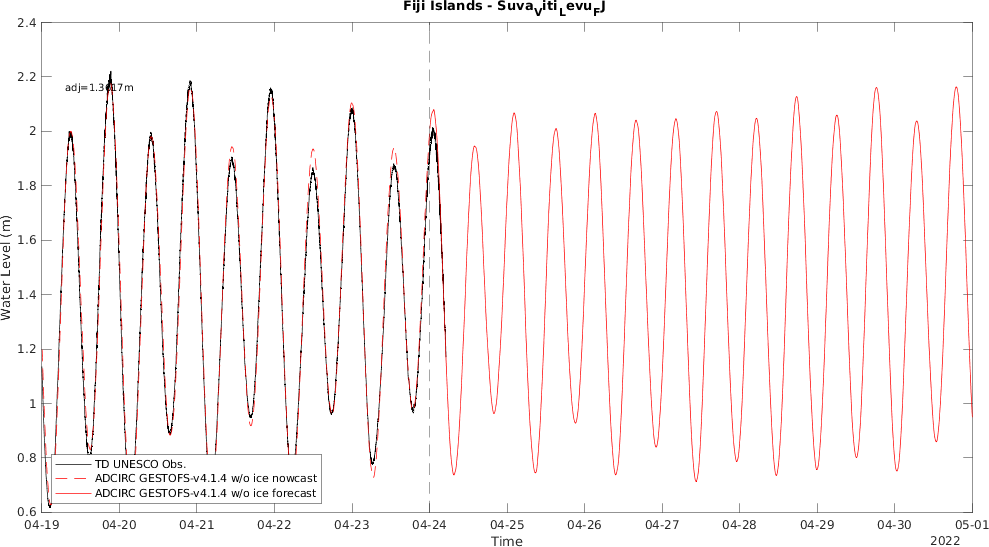 Fiji Islands - SuvaViti LevuFJ
2.4
2.2
2
1.8
1.6
1.4
1.2
1
0.8
0.6
Water Level (m)
adj=1.3617m
TD UNESCO Obs.
ADCIRC GESTOFS-v4.1.4 w/o ice nowcast
ADCIRC GESTOFS-v4.1.4 w/o ice forecast
04-19 04-20 04-21 04-22 04-23 04-24 04-25 04-26 04-27 04-28 04-29 04-30 05-01
Time
2022